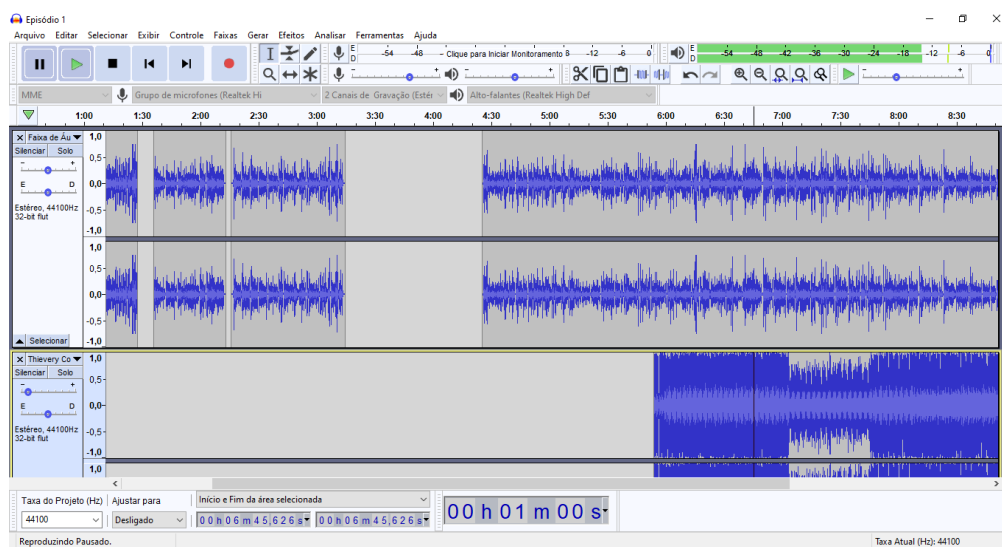 Episódio 1
Arquivo Editar Selecionar Exibir Controle Faixas Gerar Efeitos Analisar Ferramentas Ajuda
E D -54 -48 - Clique para Iniciar Monitoramento 8 -12 -6 0 E D -54 -48 -42 -36 -30 -24 -18 -12 -6 0
- + - + - +
MME Grupo de microfones (Realtek Hi 2 Canais de Gravação (Estér Alto-falantes (Realtek High Def
1:00 1:30 2:00 2:30 3:00 3:30 4:00 4:30 5:00 5:30 6:00 6:30 7:00 7:30 8:00 8:30
X Faixa de Áu 1,0
Silenciar Solo
- + 0,5
E D 0,0
Estéreo, 44100Hz -0,5
32-bit flut
-1,0
1,0
0,5
0,0
-0,5
Selecionar -1,0
X Thievery Co 1,0
Silenciar Solo
- + 0,5
E D 0,0
Estéreo, 44100Hz -0,5
32-bit flut
-1,0
1,0
Taxa do Projeto (Hz) Ajustar para Início e Fim da área selecionada
44100 Desligado 00h06m45,626s 00h06m45,626s 00h01m00s
Reproduzindo Pausado. Taxa Atual (Hz): 44100